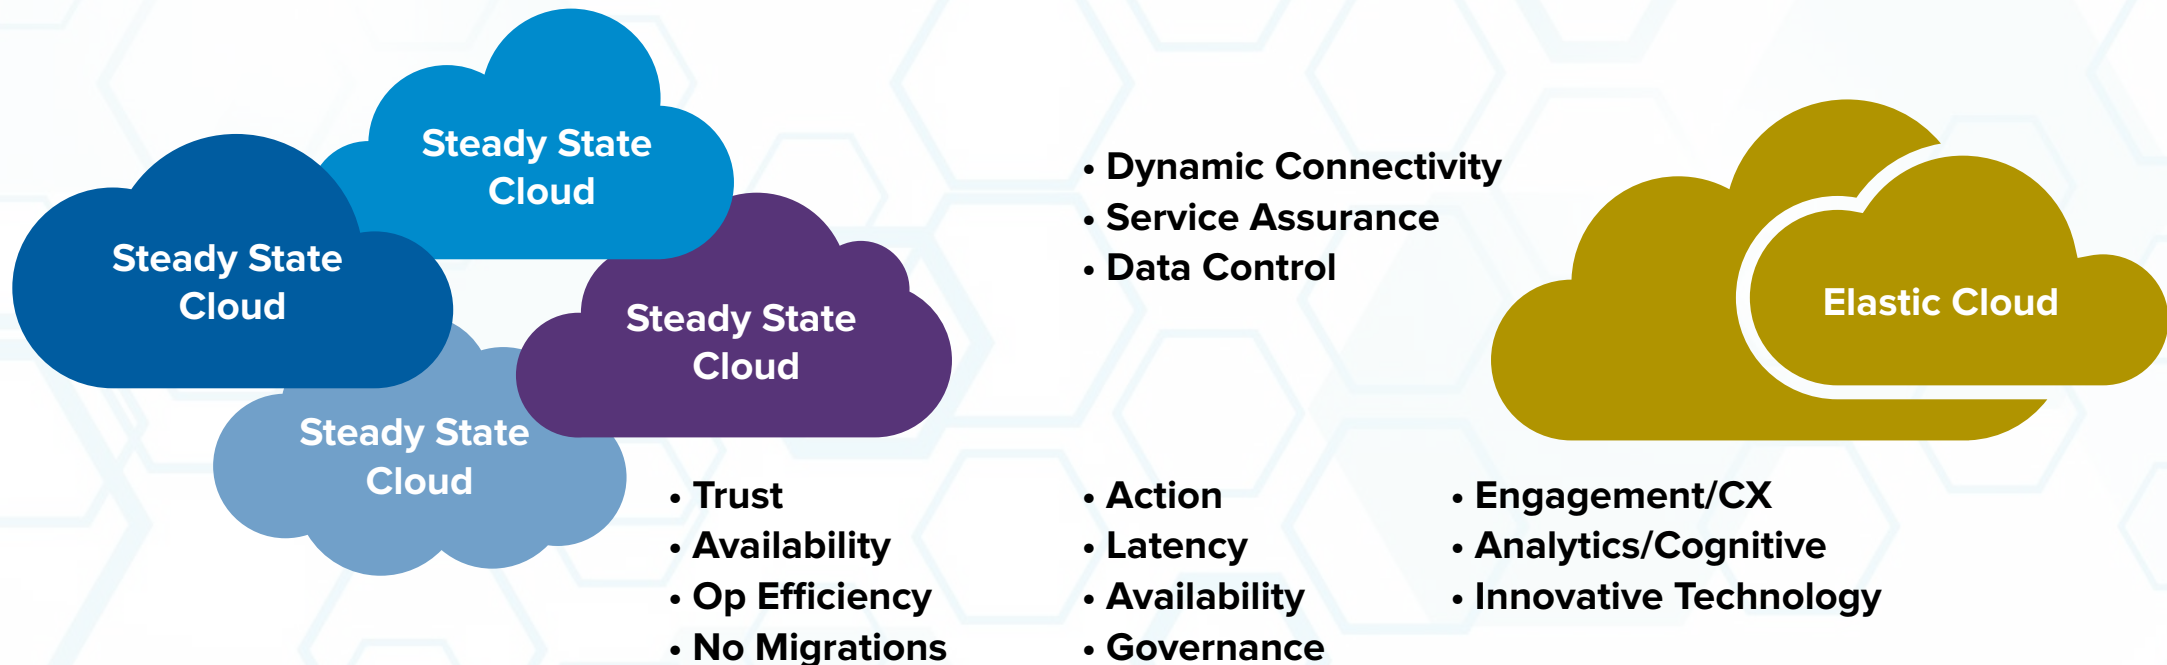 Steady State
Cloud
Steady State
Cloud
Steady State
Cloud
Steady State
Cloud
• Dynamic Connectivity
• Service Assurance
• Data Control
Elastic Cloud
• Trust
• Availability
• Op Efficiency
• No Migrations
• Action
• Latency
• Availability
• Governance
• Engagement/CX
• Analytics/Cognitive
• Innovative Technology